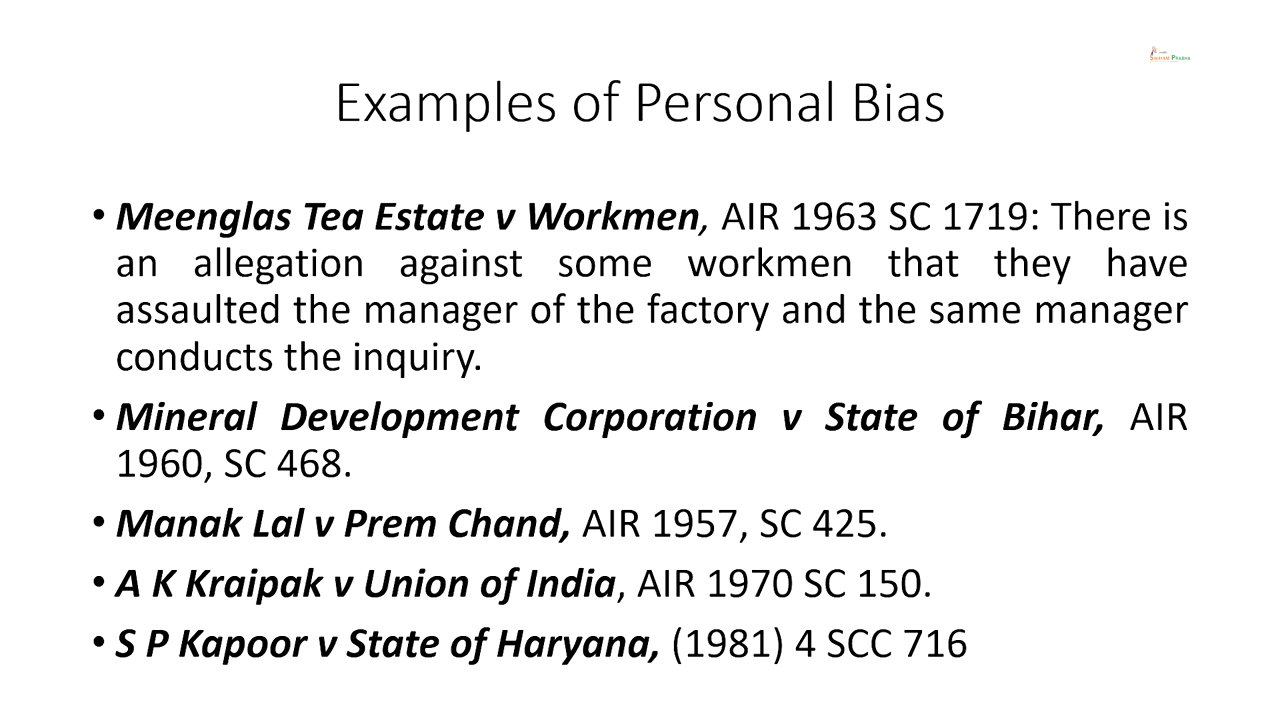 SWAYAM PRABHA
Examples of Personal Bias
• Meenglas Tea Estate v Workmen, AIR 1963 SC 1719: There is
an allegation against some workmen that they have
assaulted the manager of the factory and the same manager
conducts the inquiry.
• Mineral Development Corporation v State of Bihar, AIR
1960, SC 468.
• Manak Lal v Prem Chand, AIR 1957, SC 425.
• A K Kraipak v Union of India, AIR 1970 SC 150.
• S P Kapoor v State of Haryana, (1981) 4 SCC 716